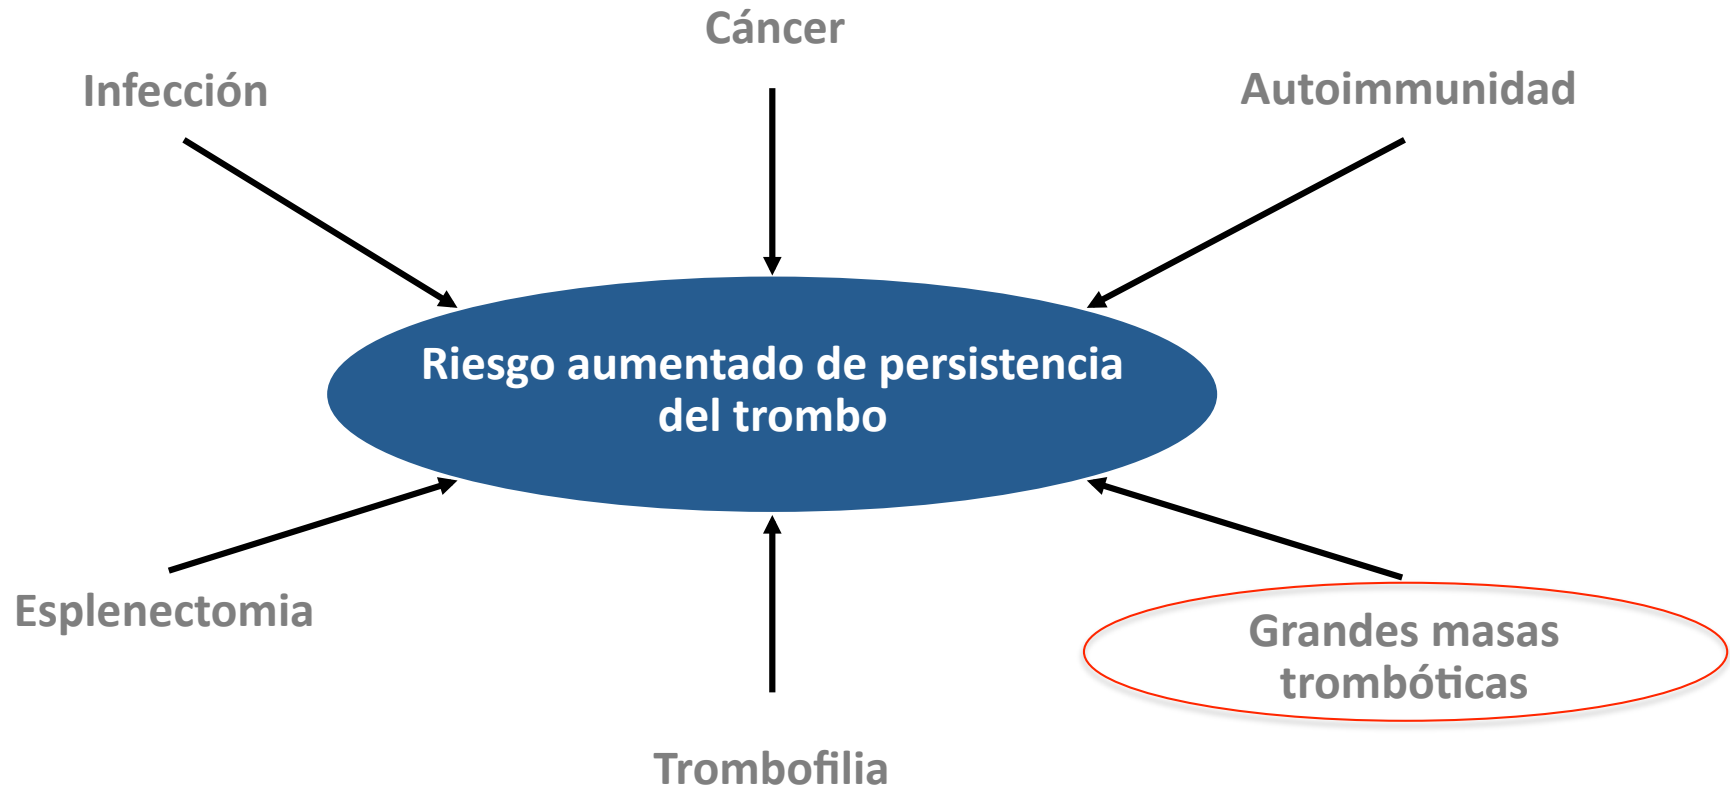 Cáncer
Infección
Autoimmunidad
Riesgo aumentado de persistencia
del trombo
Esplenectomia
Grandes masas
trombóticas
Trombofilia